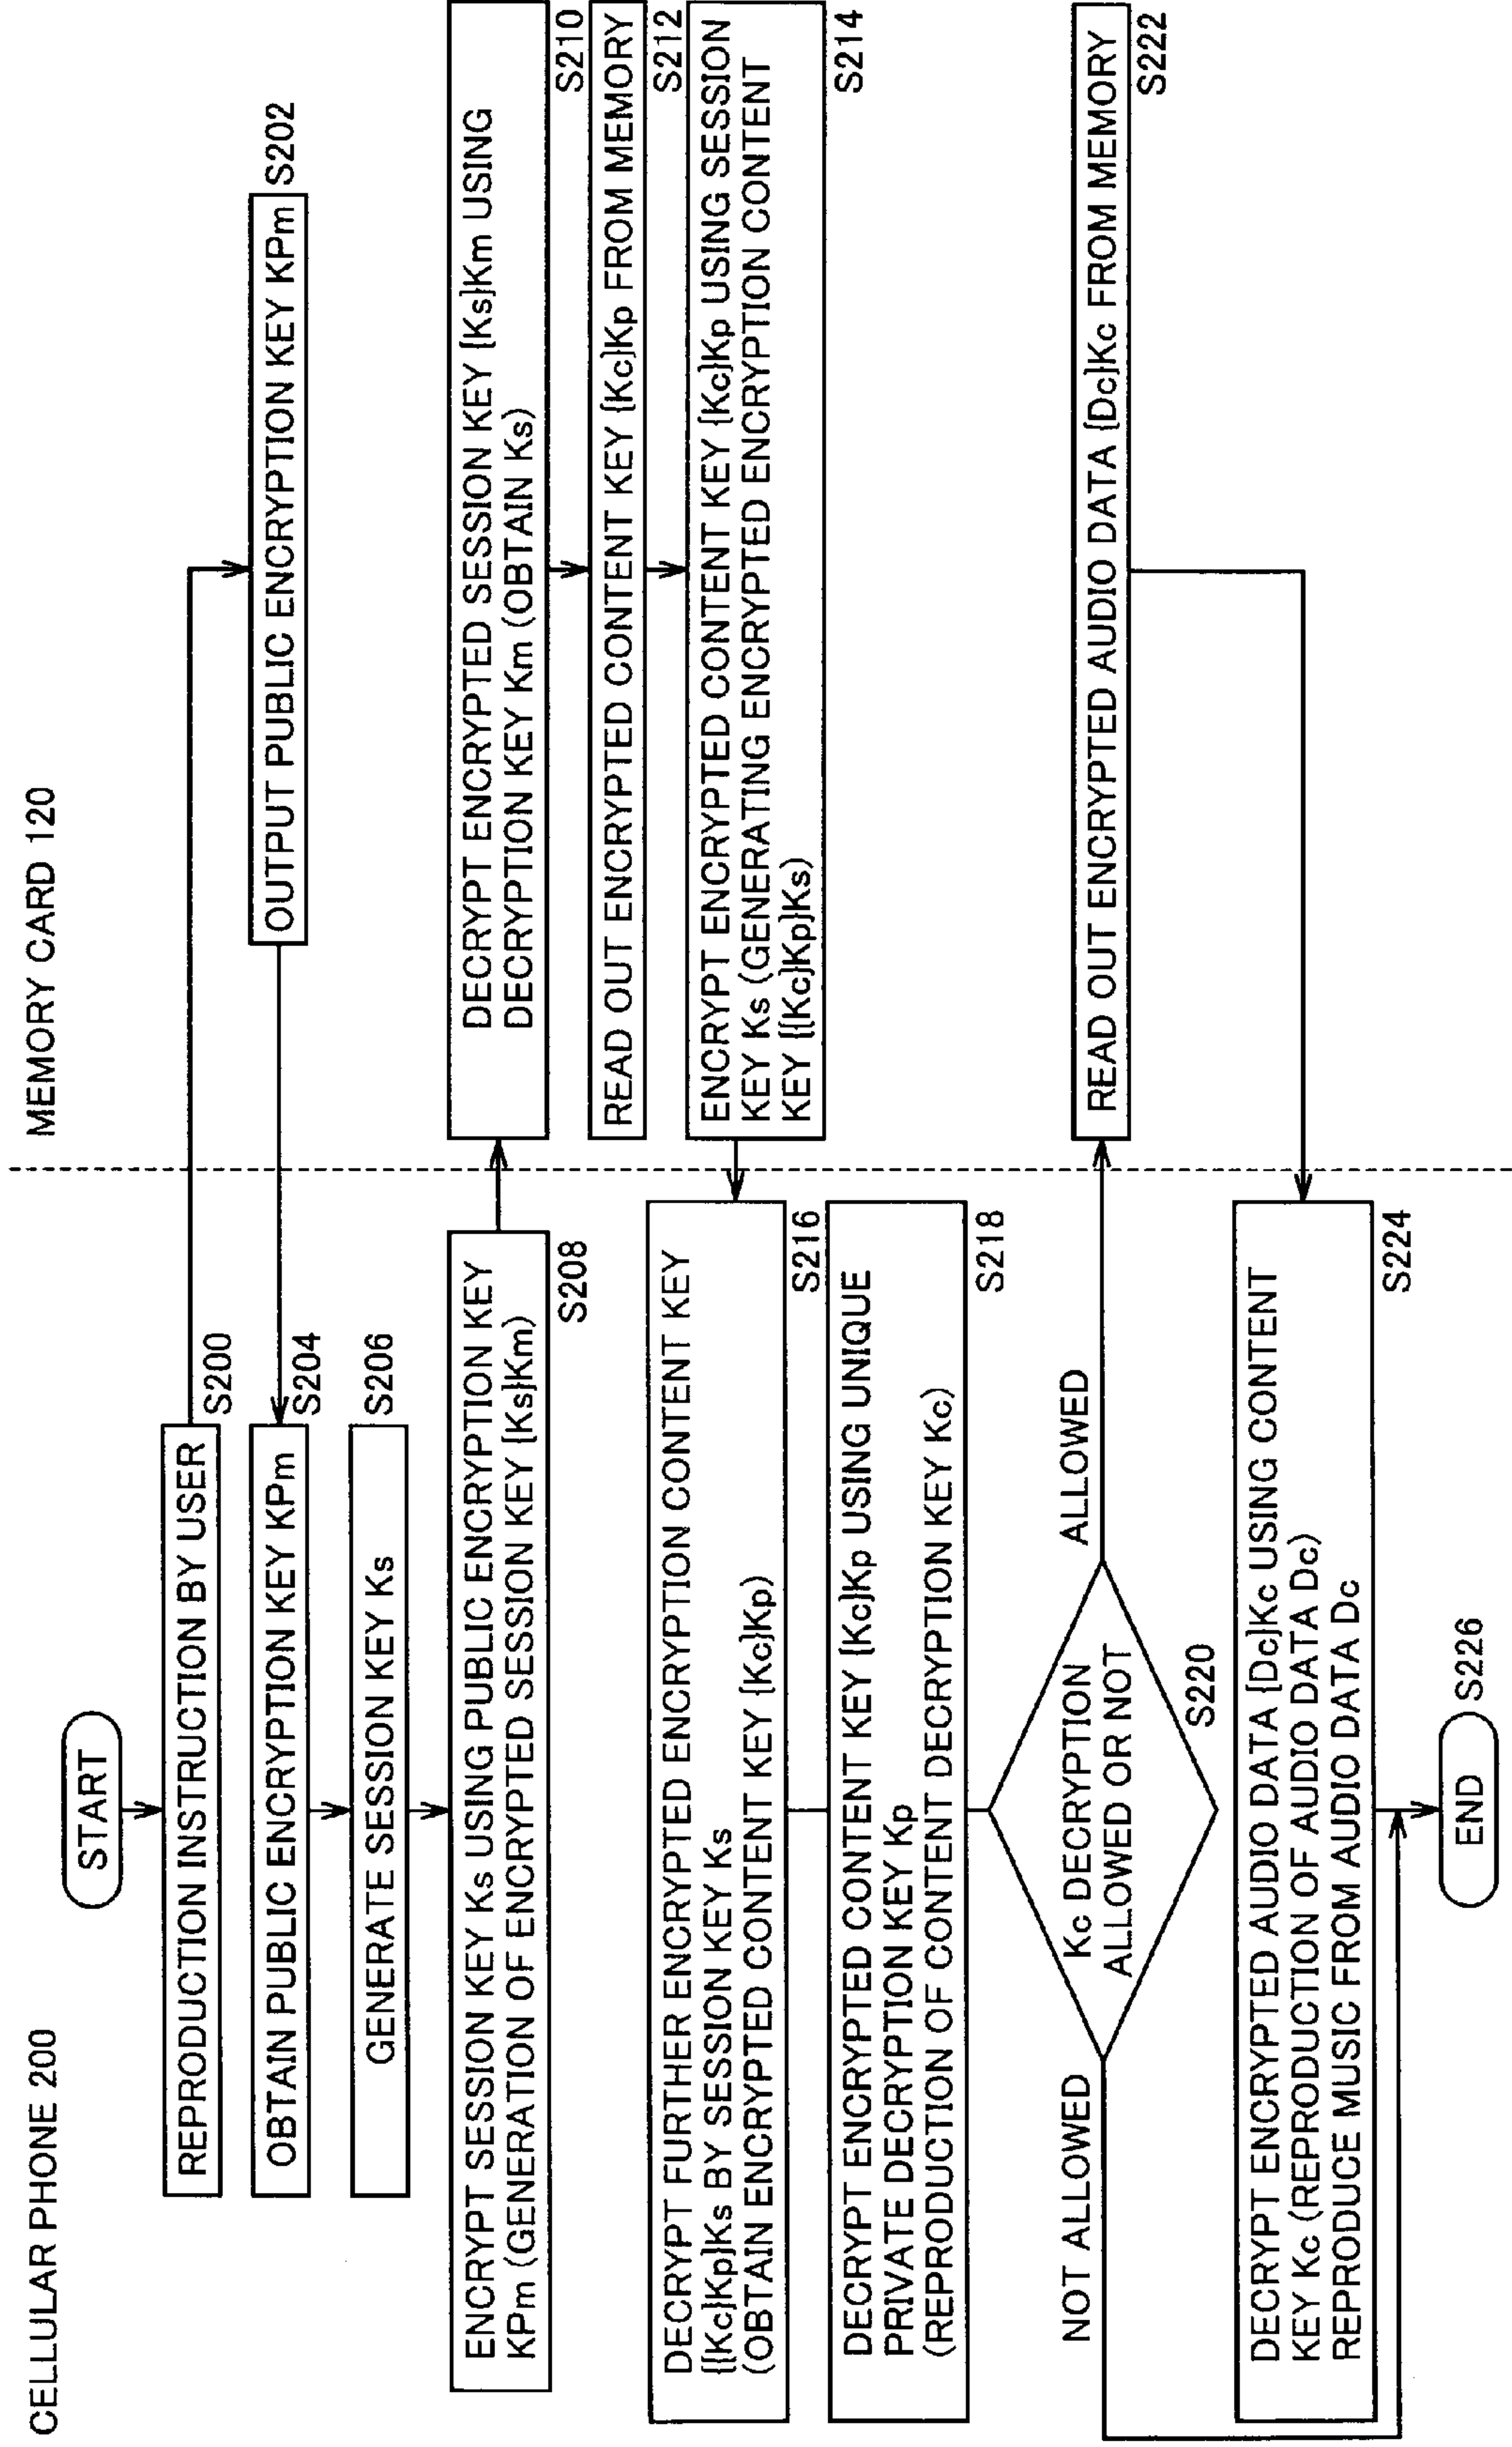 CELLULAR PHONE 200
MEMORY CARD 120
START
REPRODUCTION INSTRUCTION BY USER
S200
OUTPUT PUBLIC ENCRYPTION KEY KPm
S202
OBTAIN PUBLIC ENCRYPTION KEY KPm
S204
GENERATE SESSION KEY Ks
S206
ENCRYPT SESSION KEY Ks USING PUBLIC ENCRYPTION KEY
KPm (GENERATION OF ENCRYPTED SESSION KEY {Ks}Km)
S208
DECRYPT ENCRYPTED SESSION KEY {Ks}Km USING
DECRYPTION KEY Km (OBTAIN Ks)
S210
READ OUT ENCRYPTED CONTENT KEY {Kc}Kp FROM MEMORY
S212
ENCRYPT ENCRYPTED CONTENT KEY {Kc}Kp USING SESSION
KEY Ks (GENERATING ENCRYPTED ENCRYPTION CONTENT
KEY {{Kc}Kp}Ks)
S214
DECRYPT FURTHER ENCRYPTED ENCRYPTION CONTENT KEY
{{Kc}Kp}Ks BY SESSION KEY Ks
(OBTAIN ENCRYPTED CONTENT KEY {Kc}Kp)
S216
DECRYPT ENCRYPTED CONTENT KEY {Kc}Kp USING UNIQUE
PRIVATE DECRYPTION KEY Kp
(REPRODUCTION OF CONTENT DECRYPTION KEY Kc)
S218
NOT ALLOWED
Kc DECRYPTION
ALLOWED OR NOT
S220
ALLOWED
READ OUT ENCRYPTED AUDIO DATA {Dc}Kc FROM MEMORY
S222
DECRYPT ENCRYPTED AUDIO DATA {Dc}Kc USING CONTENT
KEY Kc (REPRODUCTION OF AUDIO DATA Dc)
REPRODUCE MUSIC FROM AUDIO DATA Dc
S224
END
S226